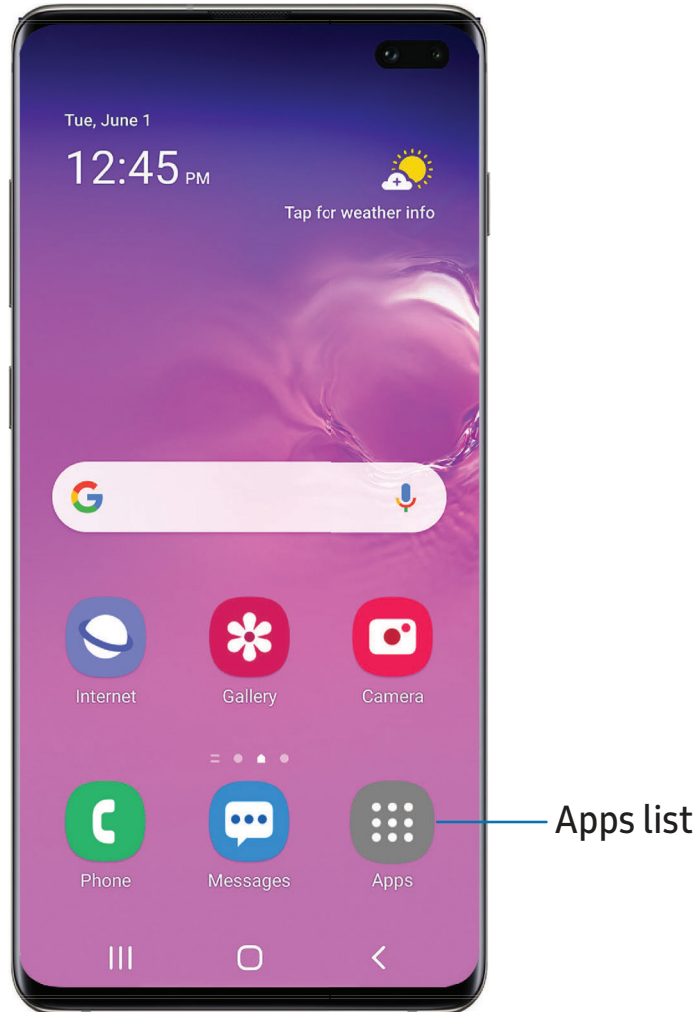 Tue, June 1
12:45 PM
Tap for weather info
G
Internet Gallery Camera
Phone Messages Apps
Apps list